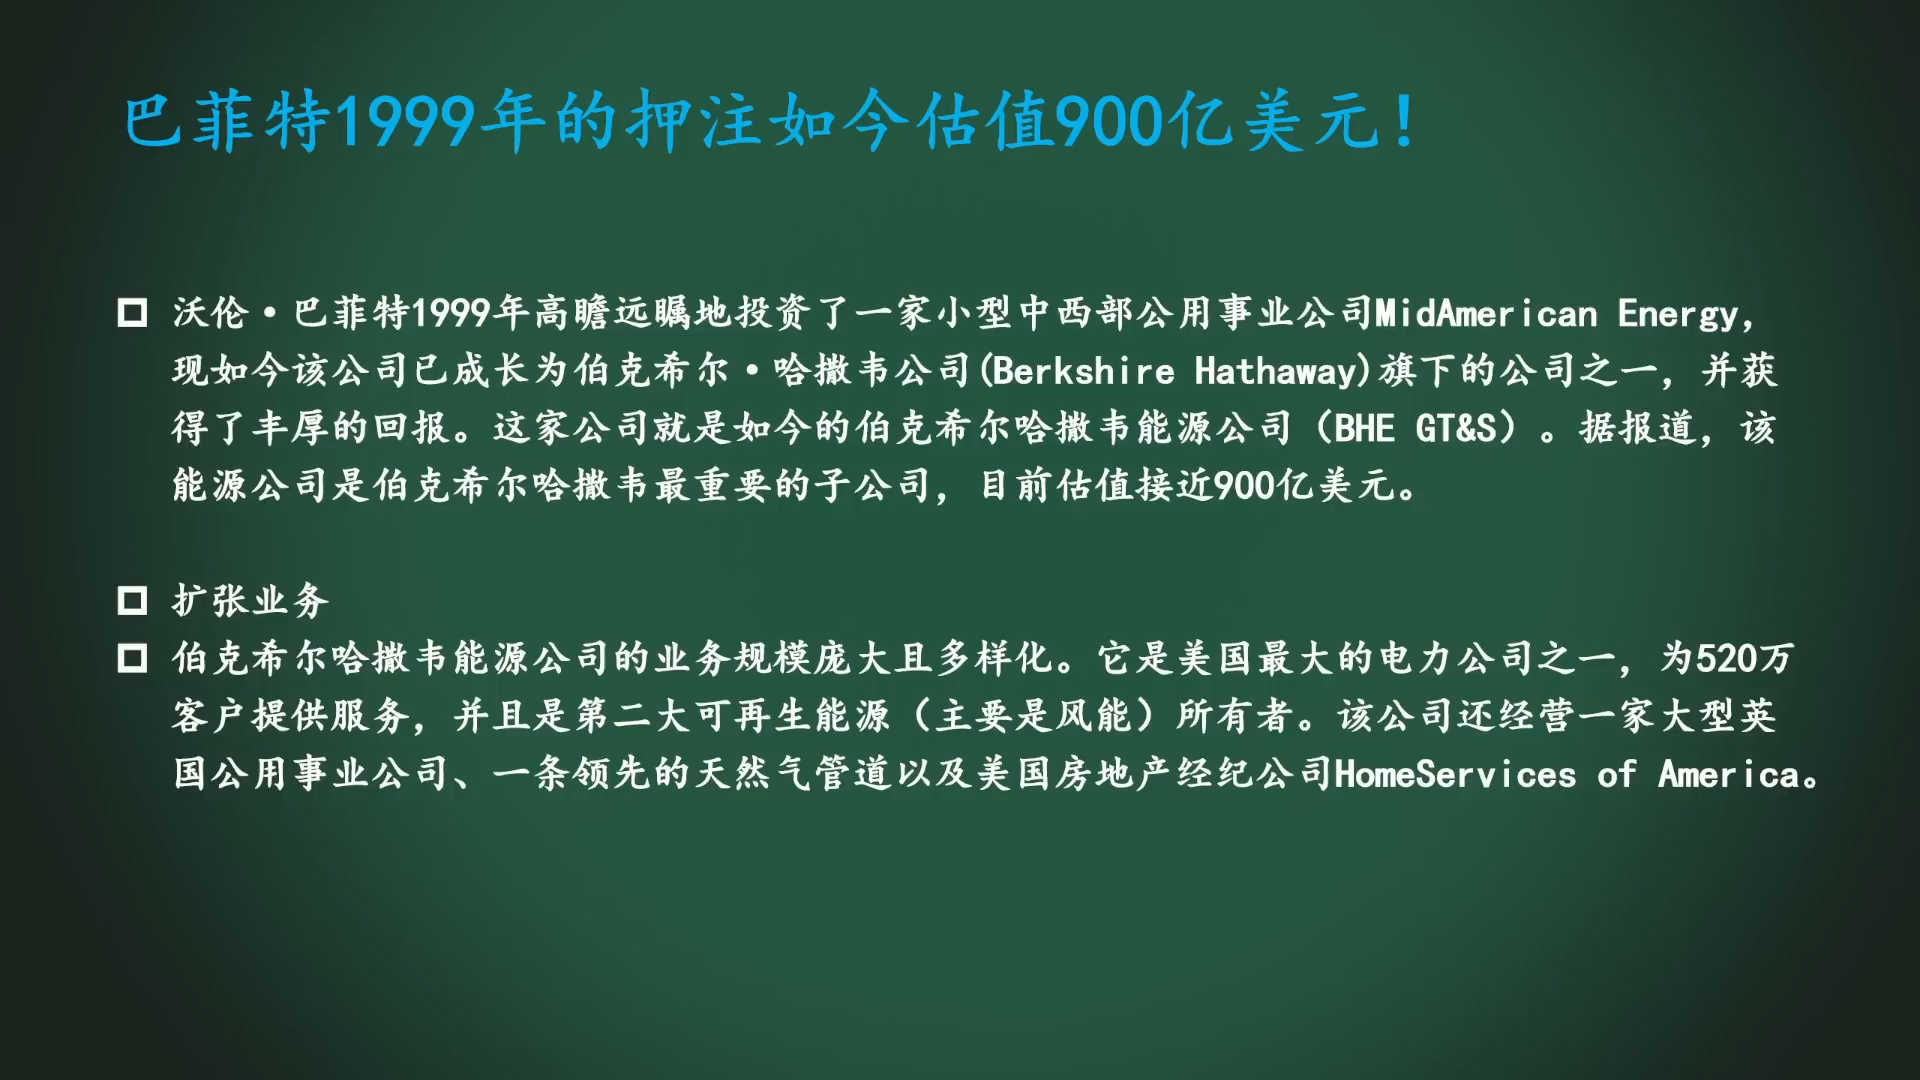 巴菲特1999年的押注如今估值900亿美元！
沃伦·巴菲特1999年高瞻远瞩地投资了一家小型中西部公用事业公司MidAmerican Energy，
现如今该公司已成长为伯克希尔·哈撒韦公司(Berkshire Hathaway)旗下的公司之一，并获
得了丰厚的回报。这家公司就是如今的伯克希尔哈撒韦能源公司（BHE GT&S）。据报道，该
能源公司是伯克希尔哈撒韦最重要的子公司，目前估值接近900亿美元。
扩张业务
伯克希尔哈撒韦能源公司的业务规模庞大且多样化。它是美国最大的电力公司之一，为520万
客户提供服务，并且是第二大可再生能源（主要是风能）所有者。该公司还经营一家大型英
国公用事业公司、一条领先的天然气管道以及美国房地产经纪公司HomeServices of America。